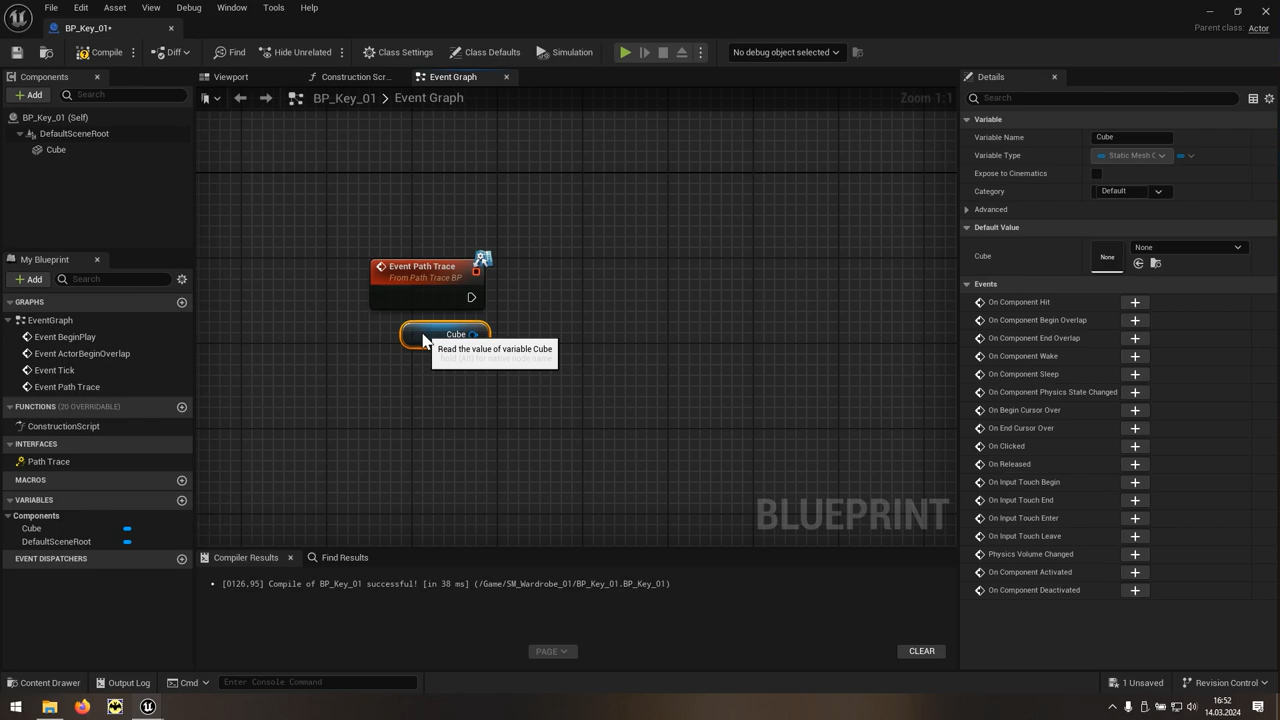 File Edit Asset View Debug Window Tools Help
BP_Key_01*
Parent class: Actor
Compile Diff Find Hide Unrelated Class Settings Class Defaults Simulation No debug object selected
Components
Add Search
BP_Key_01 (Self)
DefaultSceneRoot
Cube
My Blueprint
Add Search
GRAPHS
EventGraph
Event BeginPlay
Event ActorBeginOverlap
Event Tick
Event Path Trace
FUNCTIONS (20 OVERRIDABLE)
ConstructionScript
INTERFACES
Path Trace
MACROS
VARIABLES
Components
Cube
DefaultSceneRoot
EVENT DISPATCHERS
Viewport Construction Scr... Event Graph
BP_Key_01 > Event Graph Zoom 1:1
Event Path Trace
From Path Trace BP
Cube
Read the value of variable Cube
hold (Alt) for native node name
BLUEPRINT
Compiler Results Find Results
[0126,95] Compile of BP_Key_01 successful! [in 38 ms] (/Game/SM_Wardrobe_01/BP_Key_01.BP_Key_01)
PAGE CLEAR
Details
Search
Variable
Variable Name Cube
Variable Type Static Mesh C
Expose to Cinematics
Category Default
Advanced
Default Value
Cube None None
Events
On Component Hit
On Component Begin Overlap
On Component End Overlap
On Component Wake
On Component Sleep
On Component Physics State Changed
On Begin Cursor Over
On End Cursor Over
On Clicked
On Released
On Input Touch Begin
On Input Touch End
On Input Touch Enter
On Input Touch Leave
Physics Volume Changed
On Component Activated
On Component Deactivated
Content Drawer Output Log Cmd Enter Console Command 1 Unsaved Revision Control
16:52
14.03.2024